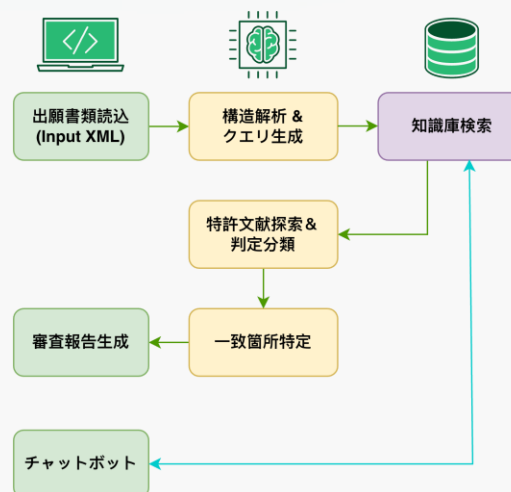 </>
出願書類読込
(Input XML)
構造解析 &
クエリ生成
知識庫検索
特許文献探索 &
判定分類
審査報告生成
一致箇所特定
チャットボット